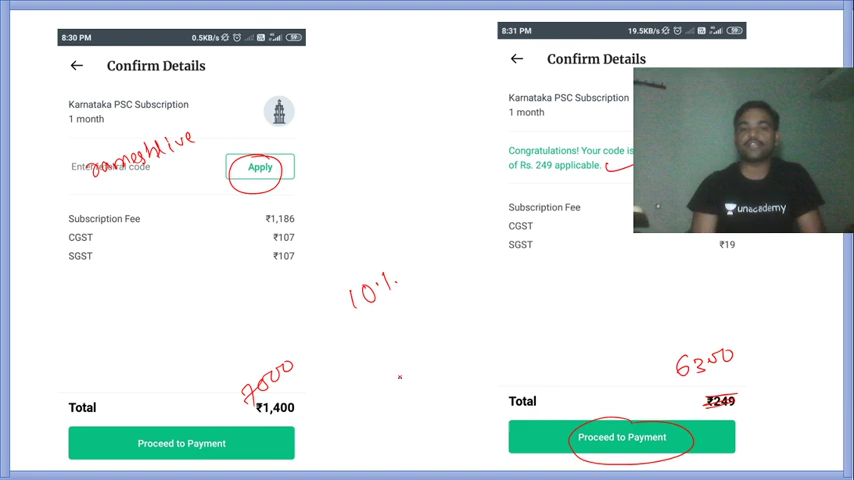 8:30 PM
0.5KB/s
59
Confirm Details
Karnataka PSC Subscription
1 month
rameshlive
Apply
Subscription Fee ₹1,186
CGST ₹107
SGST ₹107
7000
Total ₹1,400
Proceed to Payment
10%
8:31 PM
19.5KB/s
59
Confirm Details
Karnataka PSC Subscription
1 month
Congratulations! Your code is
of Rs. 249 applicable.
Subscription Fee
CGST
SGST ₹19
6300
Total ₹249
Proceed to Payment
unacademy